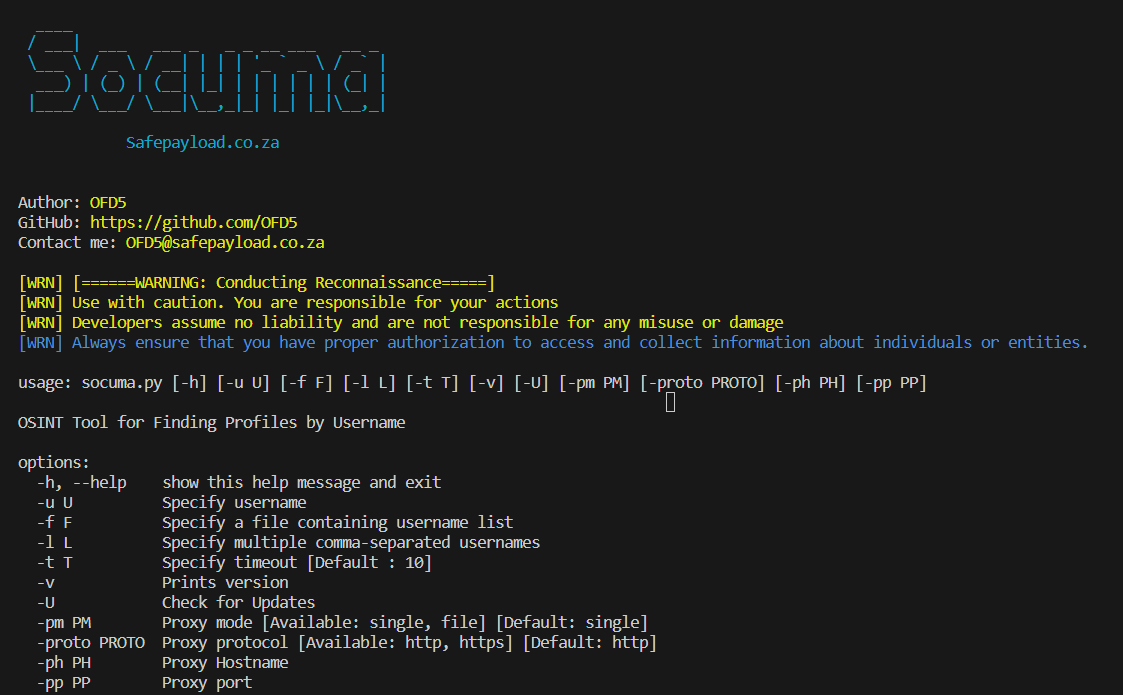 Socuma
Safepayload.co.za
Author: OFD5
GitHub: https://github.com/OFD5
Contact me: OFD5@safepayload.co.za
[WRN] [======WARNING: Conducting Reconnaissance=====]
[WRN] Use with caution. You are responsible for your actions
[WRN] Developers assume no liability and are not responsible for any misuse or damage
[WRN] Always ensure that you have proper authorization to access and collect information about individuals or entities.
usage: socuma.py [-h] [-u U] [-f F] [-l L] [-t T] [-v] [-U] [-pm PM] [-proto PROTO] [-ph PH] [-pp PP]
OSINT Tool for Finding Profiles by Username
options:
-h, --help show this help message and exit
-u U Specify username
-f F Specify a file containing username list
-l L Specify multiple comma-separated usernames
-t T Specify timeout [Default : 10]
-v Prints version
-U Check for Updates
-pm PM Proxy mode [Available: single, file] [Default: single]
-proto PROTO Proxy protocol [Available: http, https] [Default: http]
-ph PH Proxy Hostname
-pp PP Proxy port